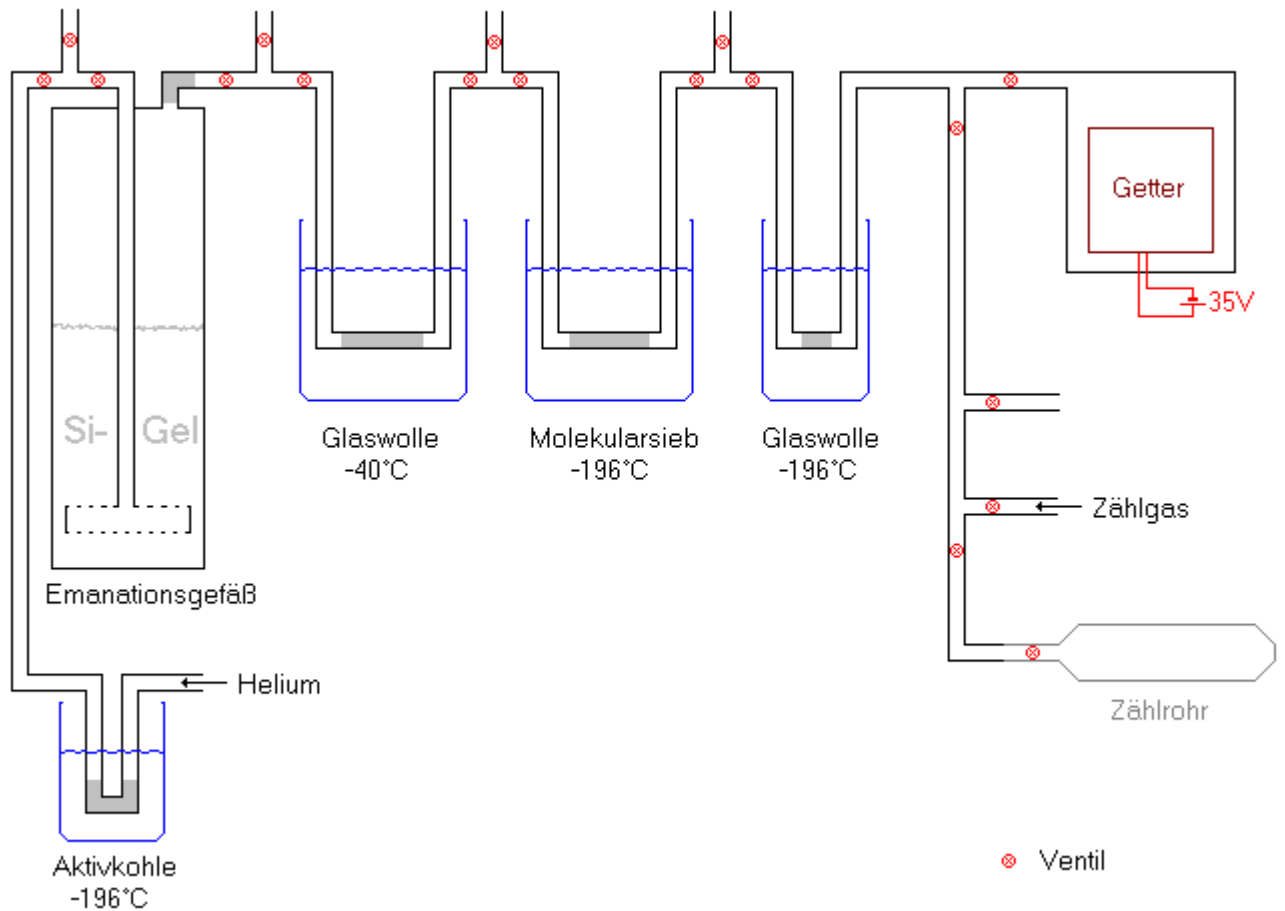 Getter
35V
Si- Gel
Glaswolle
-40°C
Molekularsieb
-196°C
Glaswolle
-196°C
Zählgas
Emanationsgefäß
Helium
Zählrohr
Aktivkohle
-196°C
Ventil